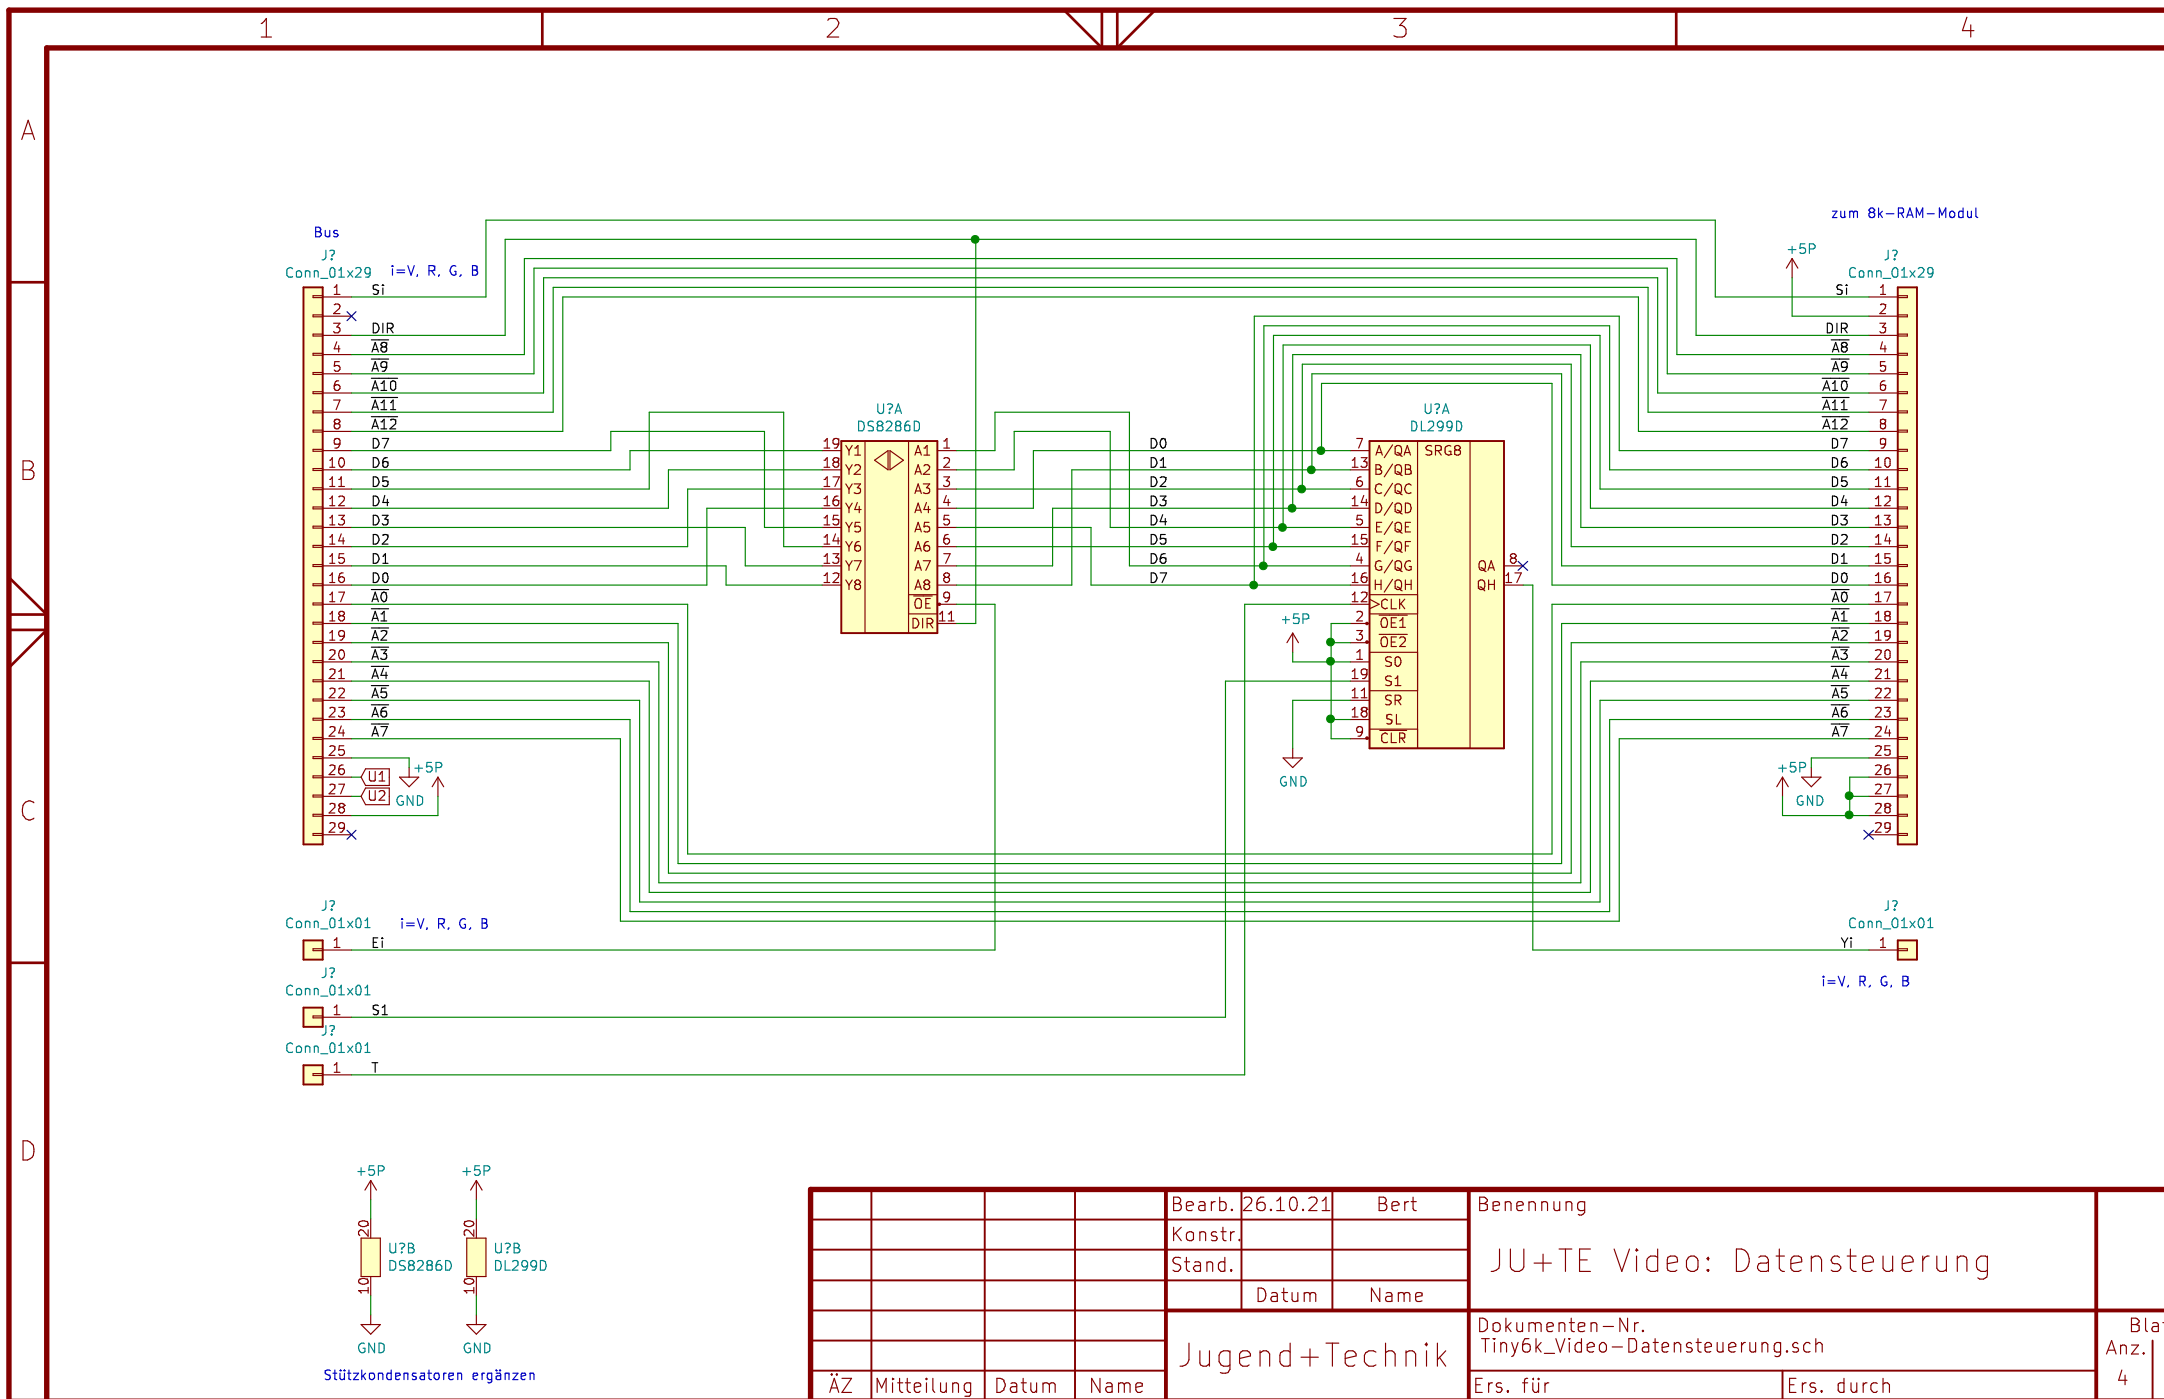 1 2 3 4
A
B
C
D
Bus
J?
Conn_01x29
i=V, R, G, B
1 Si
2
3 DIR
4 A8
5 A9
6 A10
7 A11
8 A12
9 D7
10 D6
11 D5
12 D4
13 D3
14 D2
15 D1
16 D0
17 A0
18 A1
19 A2
20 A3
21 A4
22 A5
23 A6
24 A7
25
26 U1
27 U2
28
29
+5P
GND
U?A
DS8286D
19 Y1 A1 1
18 Y2 A2 2
17 Y3 A3 3
16 Y4 A4 4
15 Y5 A5 5
14 Y6 A6 6
13 Y7 A7 7
12 Y8 A8 8
OE 9
DIR 11
D0
D1
D2
D3
D4
D5
D6
D7
U?A
DL299D
7 A/QA SRG8
13 B/QB
6 C/QC
14 D/QD
5 E/QE
15 F/QF
4 G/QG QA 8
16 H/QH QH 17
12 >CLK
2 OE1
3 OE2
1 S0
19 S1
11 SR
18 SL
9 CLR
+5P
GND
zum 8k-RAM-Modul
+5P
J?
Conn_01x29
Si 1
2
DIR 3
A8 4
A9 5
A10 6
A11 7
A12 8
D7 9
D6 10
D5 11
D4 12
D3 13
D2 14
D1 15
D0 16
A0 17
A1 18
A2 19
A3 20
A4 21
A5 22
A6 23
A7 24
25
26
27
28
29
+5P
GND
J?
Conn_01x01
i=V, R, G, B
1 Ei
J?
Conn_01x01
1 S1
J?
Conn_01x01
1 T
J?
Conn_01x01
Yi 1
i=V, R, G, B
+5P +5P
20 20
U?B
DS8286D
U?B
DL299D
10 10
GND GND
Stützkondensatoren ergänzen
Bearb. 26.10.21 Bert
Konstr.
Stand.
Datum Name
Benennung
JU+TE Video: Datensteuerung
Jugend+Technik
Dokumenten-Nr.
Tiny6k_Video-Datensteuerung.sch
Anz.
4
ÄZ Mitteilung Datum Name
Ers. für
Ers. durch